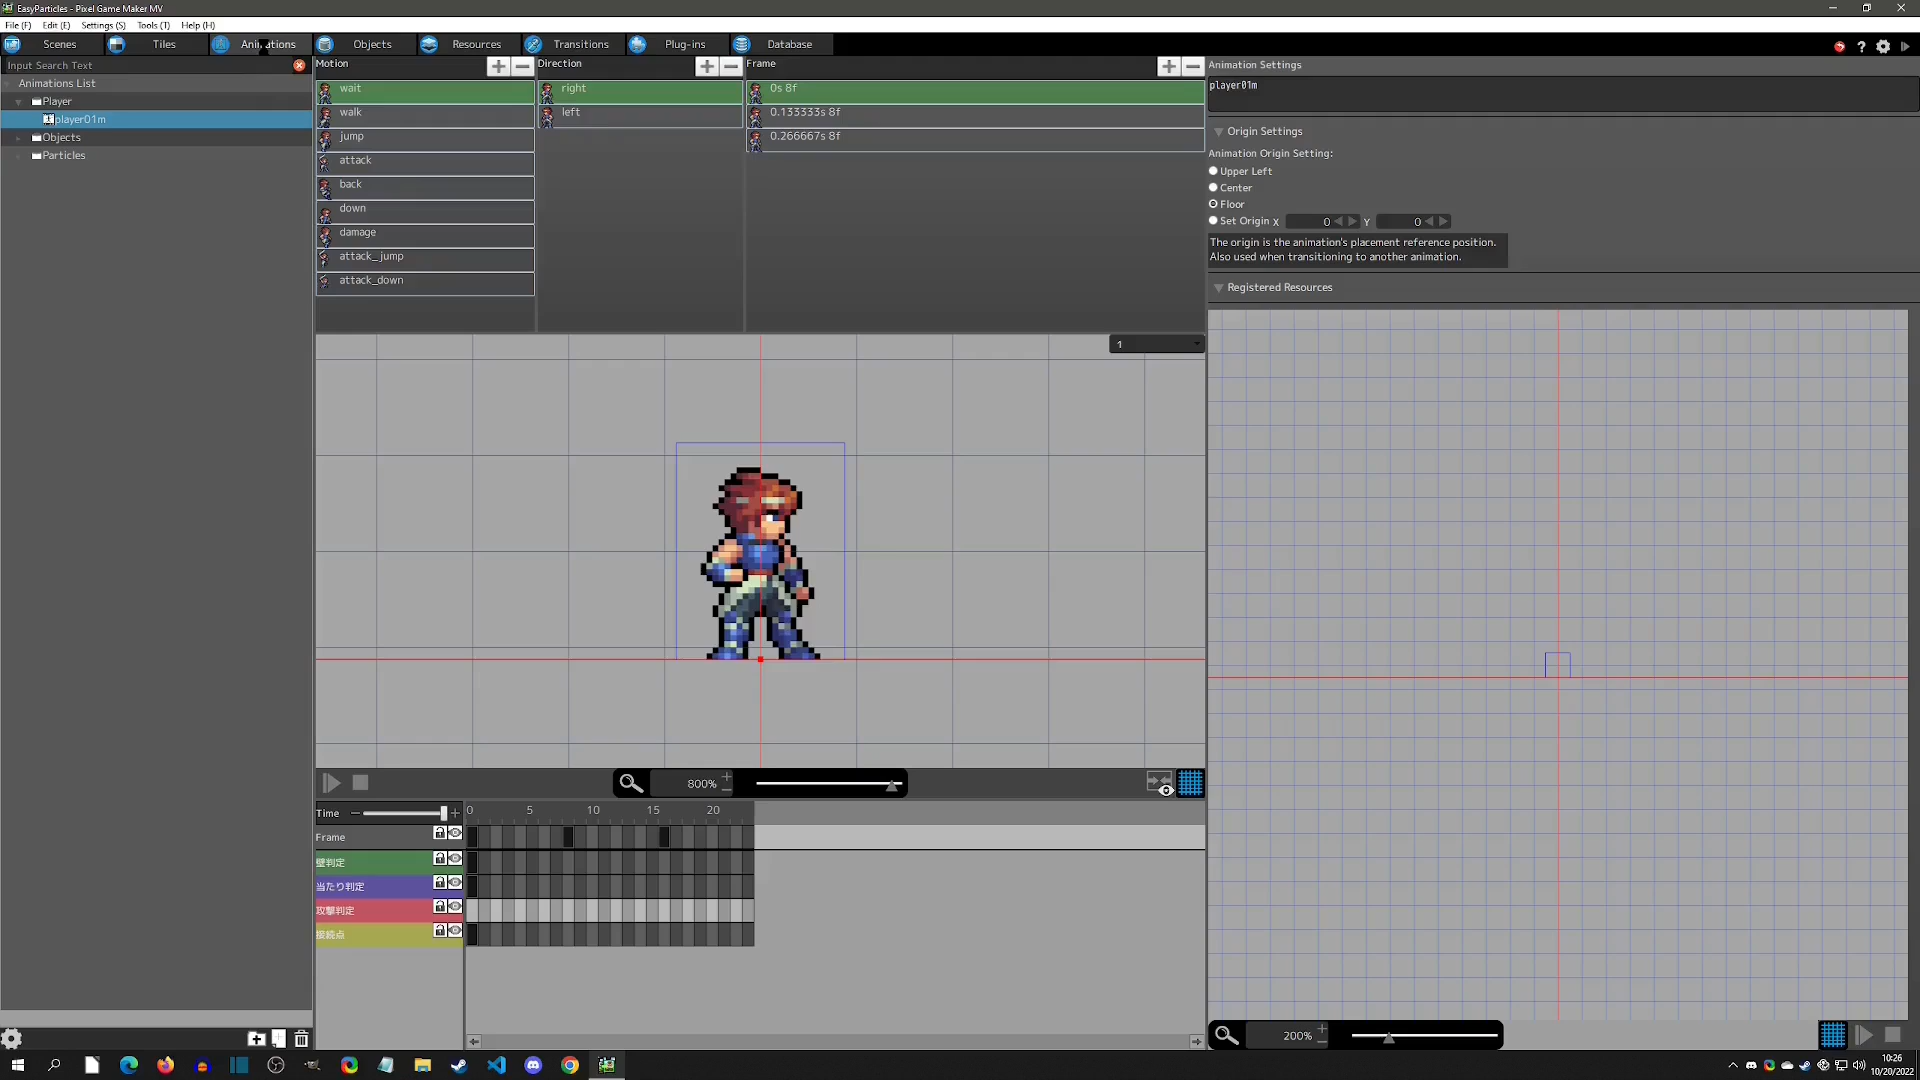 EasyParticles - Pixel Game Maker MV
File (F) Edit (E) Settings (S) Tools (T) Help (H)
Scenes Tiles Animations Objects Resources Transitions Plug-ins Database
Input Search Text
Animations List
Player
player01m
Objects
Particles
Motion
wait
walk
jump
attack
back
down
damage
attack_jump
attack_down
Direction
right
left
Frame
0s 8f
0.133333s 8f
0.266667s 8f
1
800%
Time
0 5 10 15 20
Frame
壁判定
当たり判定
攻撃判定
接続点
Animation Settings
player01m
Origin Settings
Animation Origin Setting:
Upper Left
Center
Floor
Set Origin X 0 Y 0
The origin is the animation's placement reference position.
Also used when transitioning to another animation.
Registered Resources
200%
10:26
10/20/2022